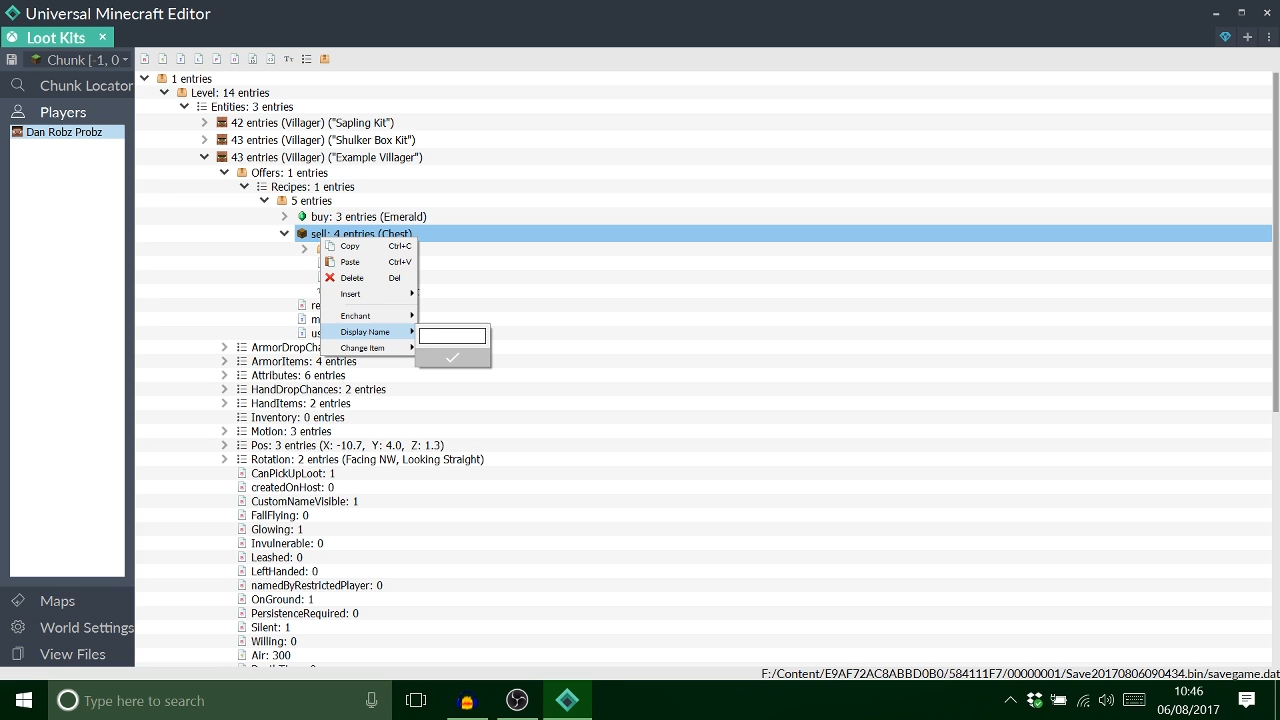 Universal Minecraft Editor
Loot Kits
Chunk [-1, 0
Chunk Locator
Players
Dan Robz Probz
1 entries
Level: 14 entries
Entities: 3 entries
42 entries (Villager) ("Sapling Kit")
43 entries (Villager) ("Shulker Box Kit")
43 entries (Villager) ("Example Villager")
Offers: 1 entries
Recipes: 1 entries
5 entries
buy: 3 entries (Emerald)
sell: 4 entries (Chest)
Copy Ctrl+C
Paste Ctrl+V
Delete Del
Insert
re
Enchant
m
Display Name
us
Change Item
ArmorDropCha
ArmorItems: 4 entries
Attributes: 6 entries
HandDropChances: 2 entries
HandItems: 2 entries
Inventory: 0 entries
Motion: 3 entries
Pos: 3 entries (X: -10.7, Y: 4.0, Z: 1.3)
Rotation: 2 entries (Facing NW, Looking Straight)
CanPickUpLoot: 1
createdOnHost: 0
CustomNameVisible: 1
FallFlying: 0
Glowing: 1
Invulnerable: 0
Leashed: 0
LeftHanded: 0
namedByRestrictedPlayer: 0
OnGround: 1
PersistenceRequired: 0
Silent: 1
Willing: 0
Air: 300
Maps
World Settings
View Files
F:/Content/E9AF72AC8ABBD0B0/584111F7/00000001/Save20170806090434.bin/savegame.dat
Type here to search
10:46
06/08/2017